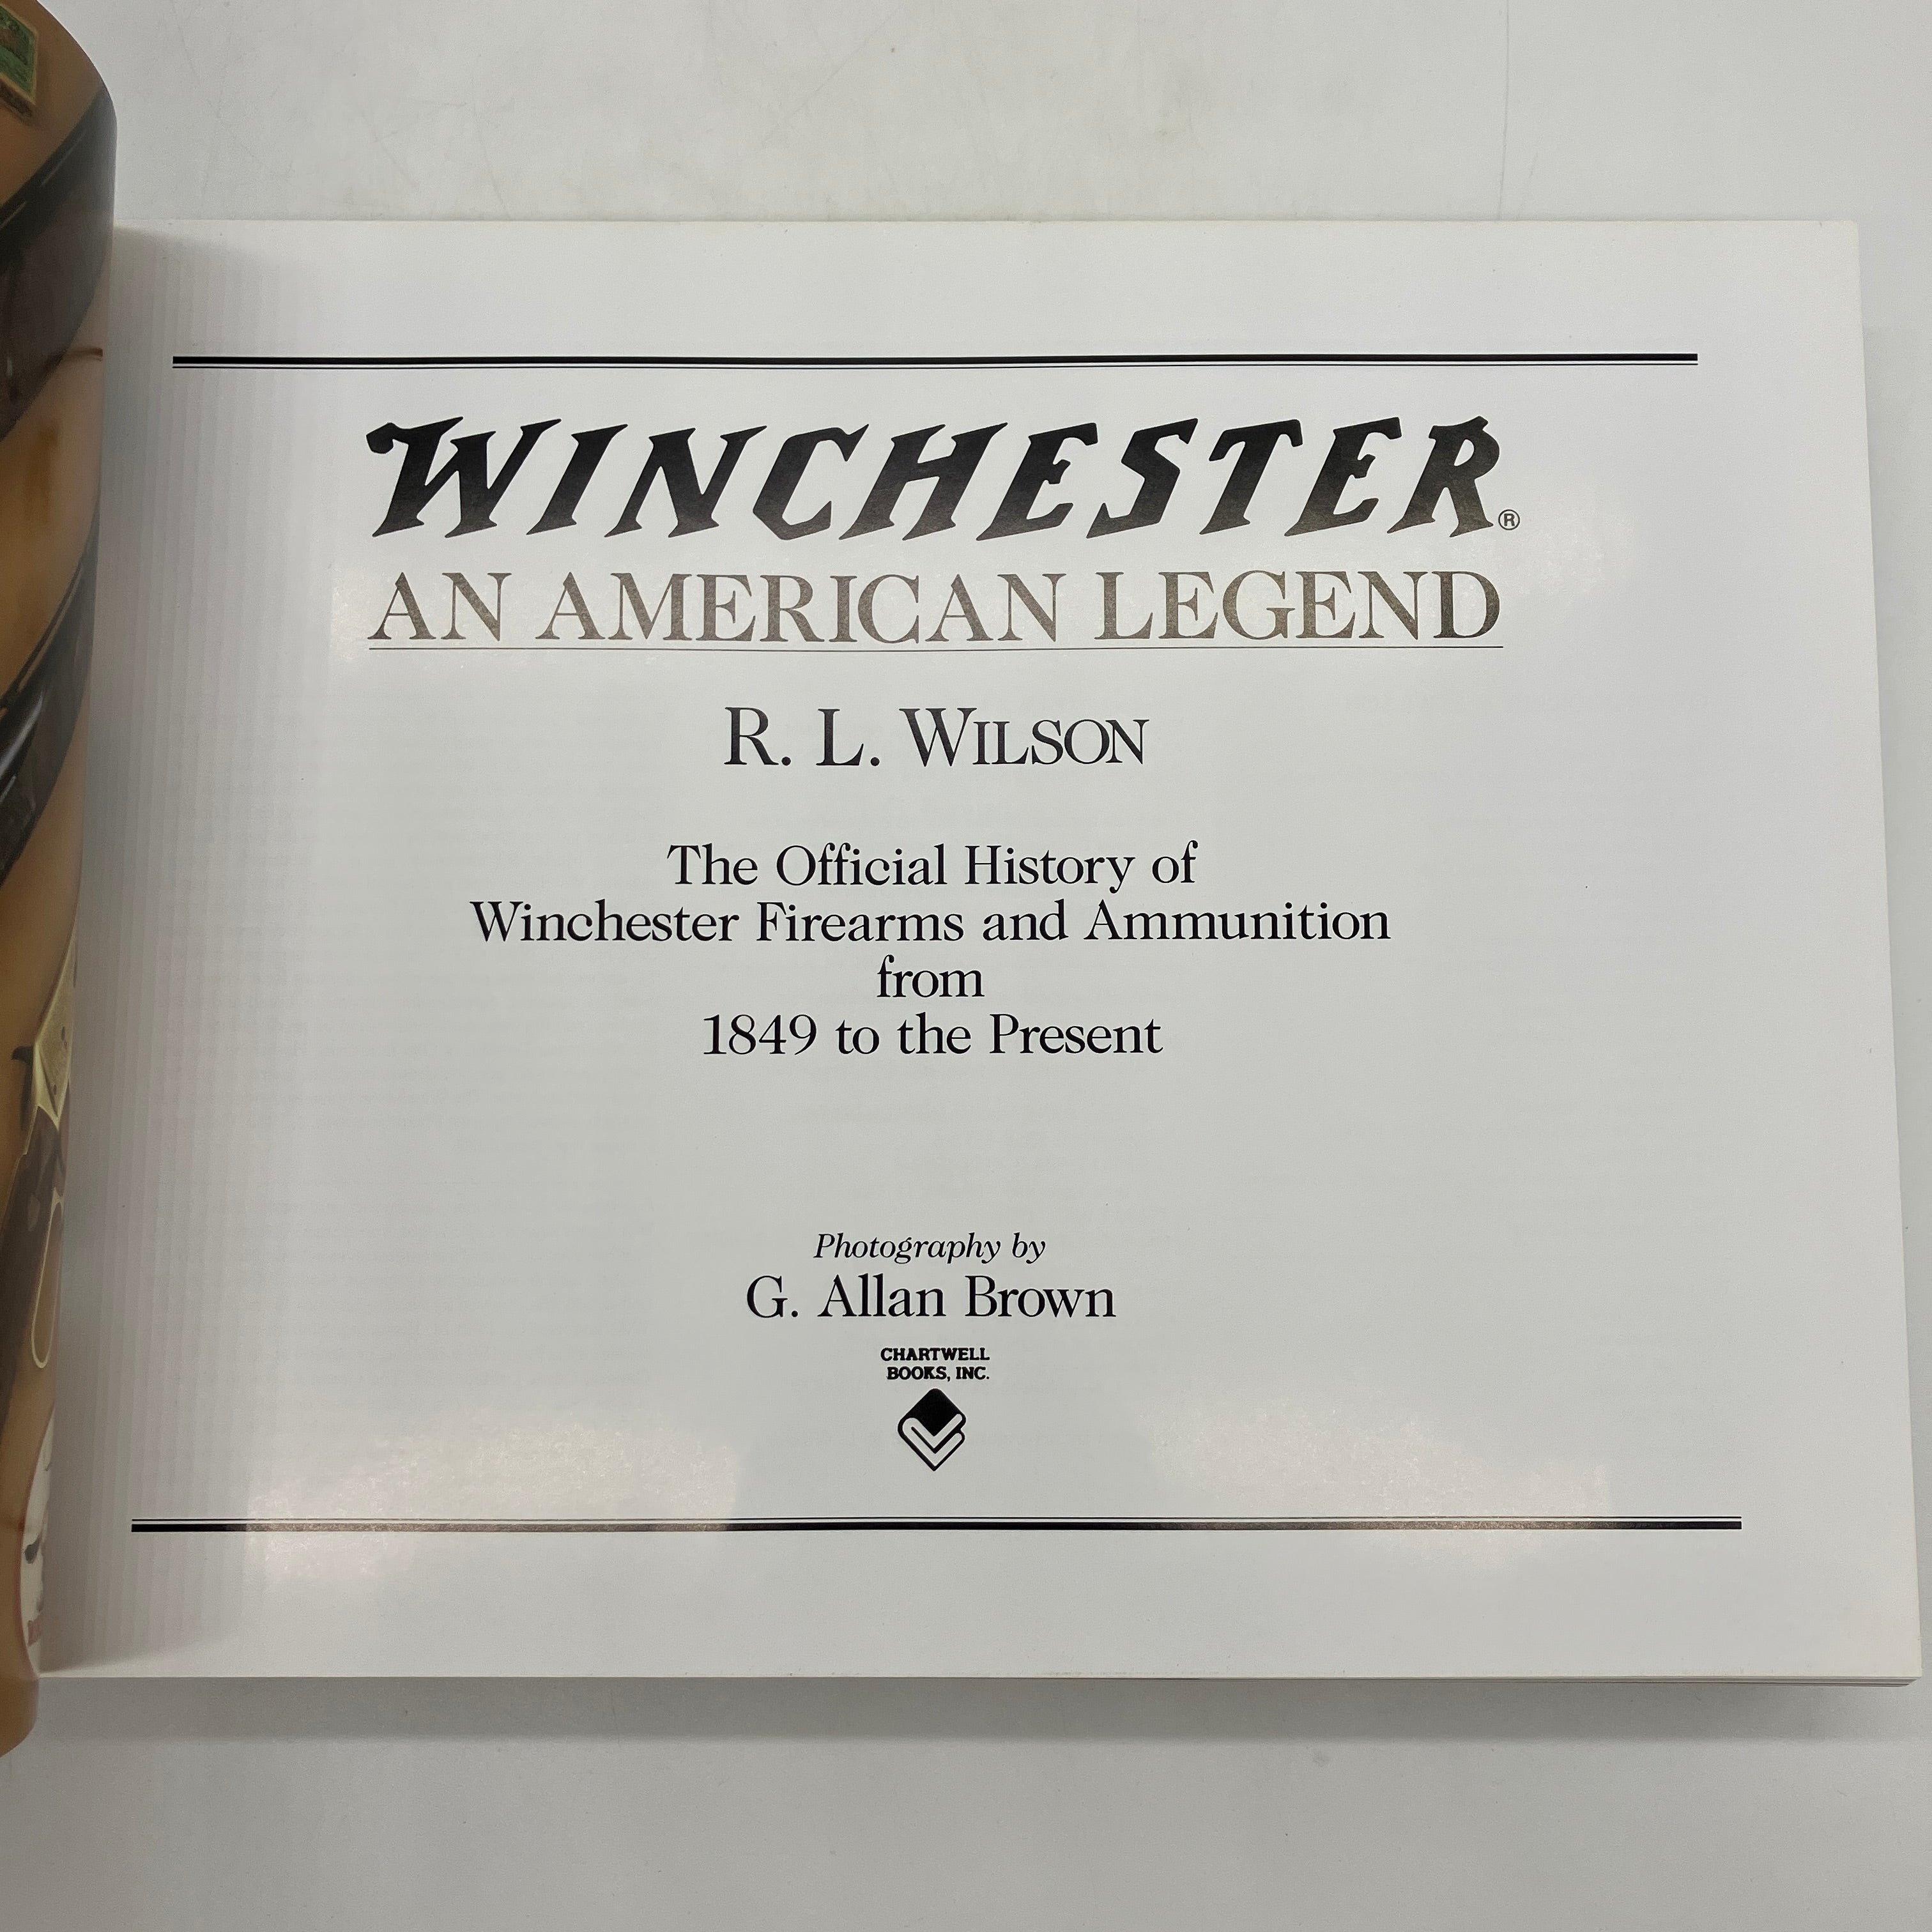 WINCHESTER®
AN AMERICAN LEGEND
R. L. WILSON
The Official History of
Winchester Firearms and Ammunition
from
1849 to the Present
Photography by
G. Allan Brown
CHARTWELL
BOOKS, INC.